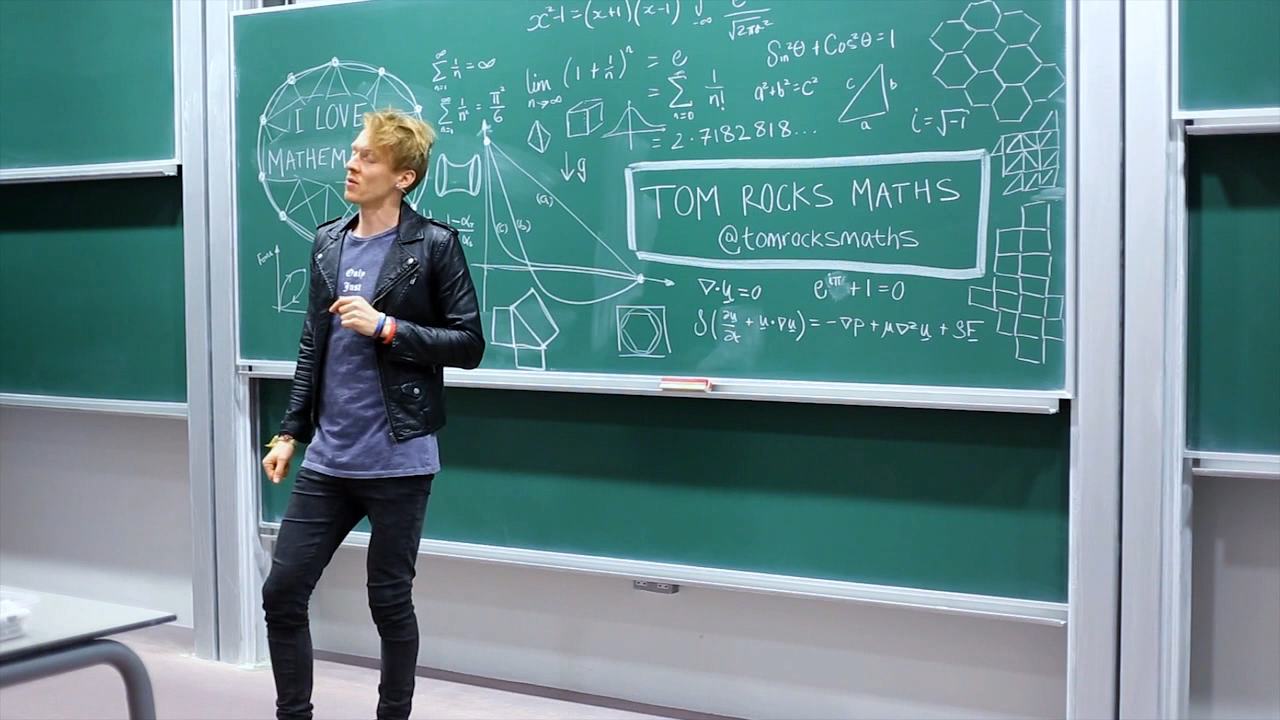 x²-1=(x+1)(x-1)
Sin²θ + Cos²θ = 1
I LOVE
∑ 1/n = ∞
n=1
lim (1+1/n)ⁿ = e
n→∞
= ∑ 1/n!
n=0
a²+b²=c²
c
b
a
i=√-1
∑ 1/n² = π²/6
= 2.7182818...
↓g
MATHEM
TOM ROCKS MATHS
@tomrocksmaths
(a)
(b)
(c)
Only
Just
∇·u=0
e^iπ+1=0
+ u·∇u) = -∇p + μ∇²u +